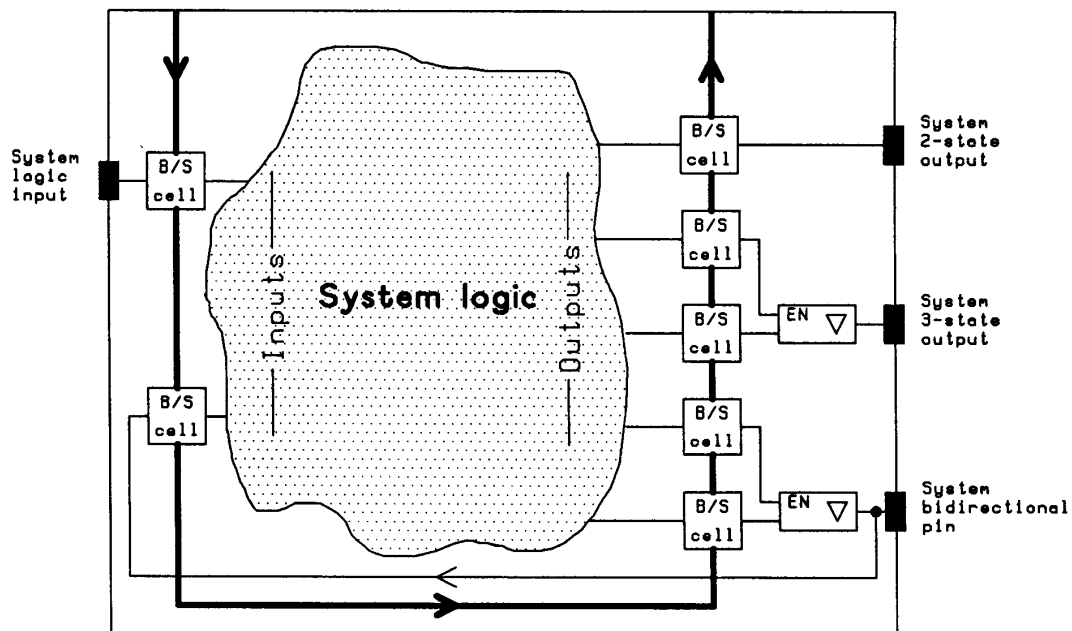 System
logic
input
B/S
cell
B/S
cell
Inputs
System logic
Outputs
B/S
cell
B/S
cell
B/S
cell
B/S
cell
B/S
cell
EN
EN
System
2-state
output
System
3-state
output
System
bidirectional
pin